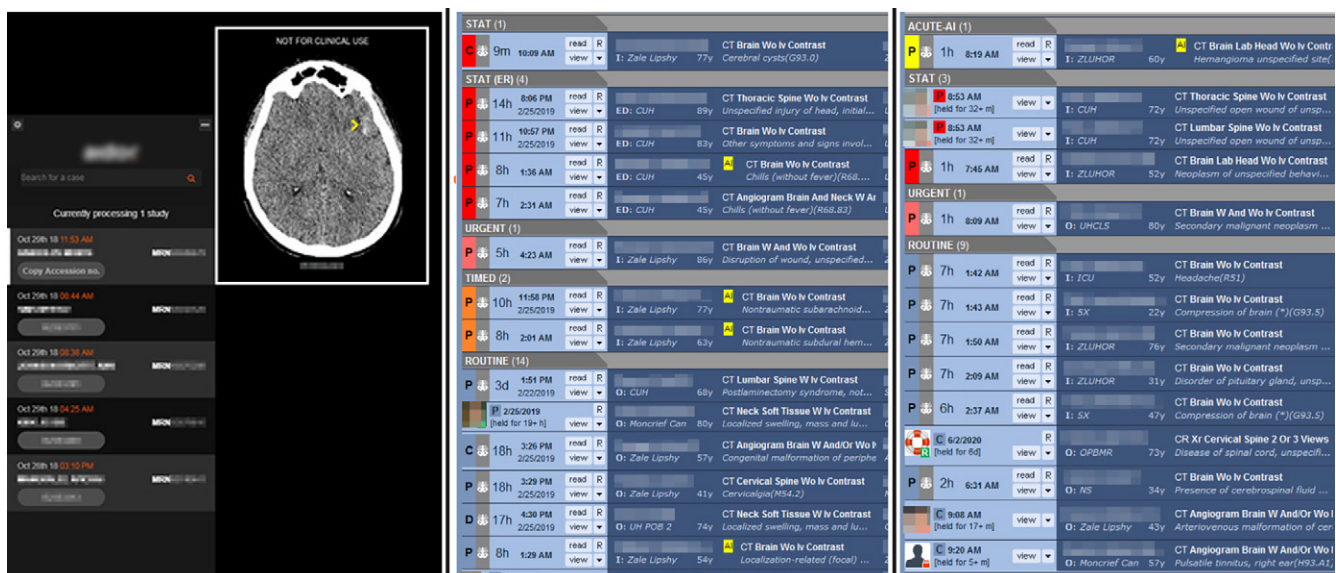 NOT FOR CLINICAL USE
Search for a case
Currently processing 1 study
Oct 29th 18 11:53 AM
MRN
Copy Accession no.
Oct 29th 18 08:44 AM
MRN
Oct 29th 18 08:38 AM
MRN
Oct 29th 18 04:25 AM
MRN
Oct 28th 18 03:10 PM
MRN
STAT (1)
C 9m 10:09 AM read R CT Brain Wo Iv Contrast
view I: Zale Lipshy 77y Cerebral cysts(G93.0)
STAT (ER) (4)
P 14h 8:06 PM read R CT Thoracic Spine Wo Iv Contrast
2/25/2019 view ED: CUH 89y Unspecified injury of head, initial...
P 11h 10:57 PM read R CT Brain Wo Iv Contrast
2/25/2019 view ED: CUH 83y Other symptoms and signs invol...
P 8h 1:36 AM read R AI CT Brain Wo Iv Contrast
view ED: CUH 45y Chills (without fever)(R68....
P 7h 2:31 AM read R CT Angiogram Brain And Neck W Ar
view ED: CUH 45y Chills (without fever)(R68.83)
URGENT (1)
P 5h 4:23 AM read R CT Brain W And Wo Iv Contrast
view I: Zale Lipshy 86y Disruption of wound, unspecified...
TIMED (2)
P 10h 11:58 PM read R AI CT Brain Wo Iv Contrast
2/25/2019 view I: Zale Lipshy 77y Nontraumatic subarachnoid...
P 8h 2:01 AM read R AI CT Brain Wo Iv Contrast
view I: Zale Lipshy 63y Nontraumatic subdural hem...
ROUTINE (14)
P 3d 1:51 PM read R CT Lumbar Spine W Iv Contrast
2/22/2019 view O: CUH 68y Postlaminectomy syndrome, not...
P 2/25/2019 R CT Neck Soft Tissue W Iv Contrast
[held for 19+ h] view O: Moncrief Can 80y Localized swelling, mass and lu...
C 18h 3:26 PM read R CT Angiogram Brain W And/Or Wo I
2/25/2019 view O: Zale Lipshy 57y Congenital malformation of periphe
P 18h 3:29 PM read R CT Cervical Spine Wo Iv Contrast
2/25/2019 view O: Zale Lipshy 41y Cervicalgia(M54.2)
D 17h 4:30 PM read R CT Neck Soft Tissue W Iv Contrast
2/25/2019 view O: UH POB 2 74y Localized swelling, mass and lu...
P 8h 1:29 AM read R AI CT Brain Wo Iv Contrast
view I: Zale Lipshy 54y Localization-related (focal) ...
ACUTE-AI (1)
P 1h 8:19 AM read R AI CT Brain Lab Head Wo Iv Contr
view I: ZLUHOR 60y Hemangioma unspecified site(.
STAT (3)
P 8:53 AM view CT Thoracic Spine Wo Iv Contrast
[held for 32+ m] I: CUH 72y Unspecified open wound of unsp...
P 8:53 AM view CT Lumbar Spine Wo Iv Contrast
[held for 32+ m] I: CUH 72y Unspecified open wound of unsp...
P 1h 7:45 AM read R CT Brain Lab Head Wo Iv Contrast
view I: ZLUHOR 52y Neoplasm of unspecified behavi...
URGENT (1)
P 1h 8:09 AM read R CT Brain W And Wo Iv Contrast
view O: UHCLS 80y Secondary malignant neoplasm ...
ROUTINE (9)
P 7h 1:42 AM read R CT Brain Wo Iv Contrast
view I: ICU 52y Headache(R51)
P 7h 1:43 AM read R CT Brain Wo Iv Contrast
view I: SX 22y Compression of brain (*)(G93.5)
P 7h 1:50 AM read R CT Brain Wo Iv Contrast
view I: ZLUHOR 76y Secondary malignant neoplasm ...
P 7h 2:09 AM read R CT Brain Wo Iv Contrast
view I: ZLUHOR 31y Disorder of pituitary gland, unsp...
P 6h 2:37 AM read R CT Brain Wo Iv Contrast
view I: SX 47y Compression of brain (*)(G93.5)
C 6/2/2020 R CR Xr Cervical Spine 2 Or 3 Views
R [held for 6d] view O: OPBMR 73y Disease of spinal cord, unspecifi...
P 2h 6:31 AM read R CT Brain Wo Iv Contrast
view O: NS 34y Presence of cerebrospinal fluid ...
C 9:08 AM view CT Angiogram Brain W And/Or Wo I
[held for 17+ m] O: Zale Lipshy 43y Arteriovenous malformation of cer
C 9:20 AM view CT Angiogram Brain W And/Or Wo I
[held for 5+ m] O: Moncrief Can 57y Pulsatile tinnitus, right ear(H93.A1